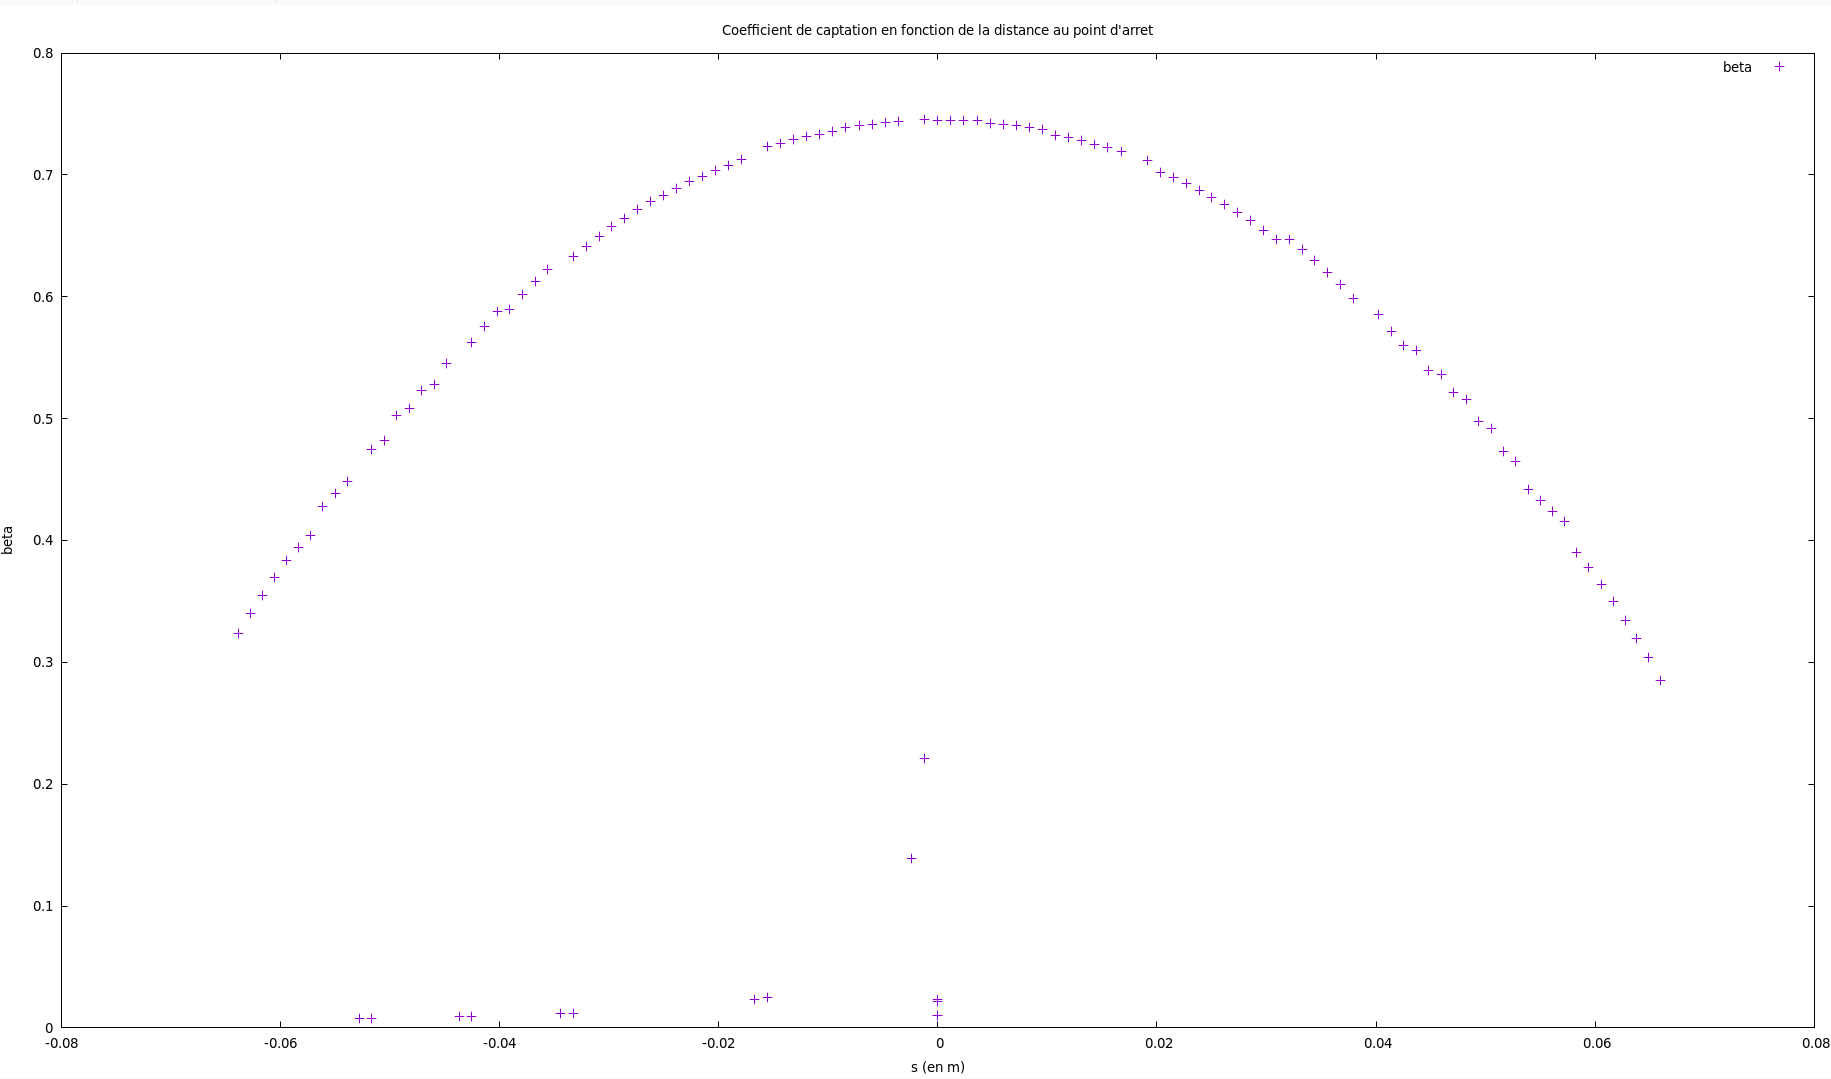 Coefficient de captation en fonction de la distance au point d'arret
0.8
beta
0.7
0.6
0.5
beta
0.4
0.3
0.2
0.1
0
-0.08 -0.06 -0.04 -0.02 0 0.02 0.04 0.06 0.08
s (en m)